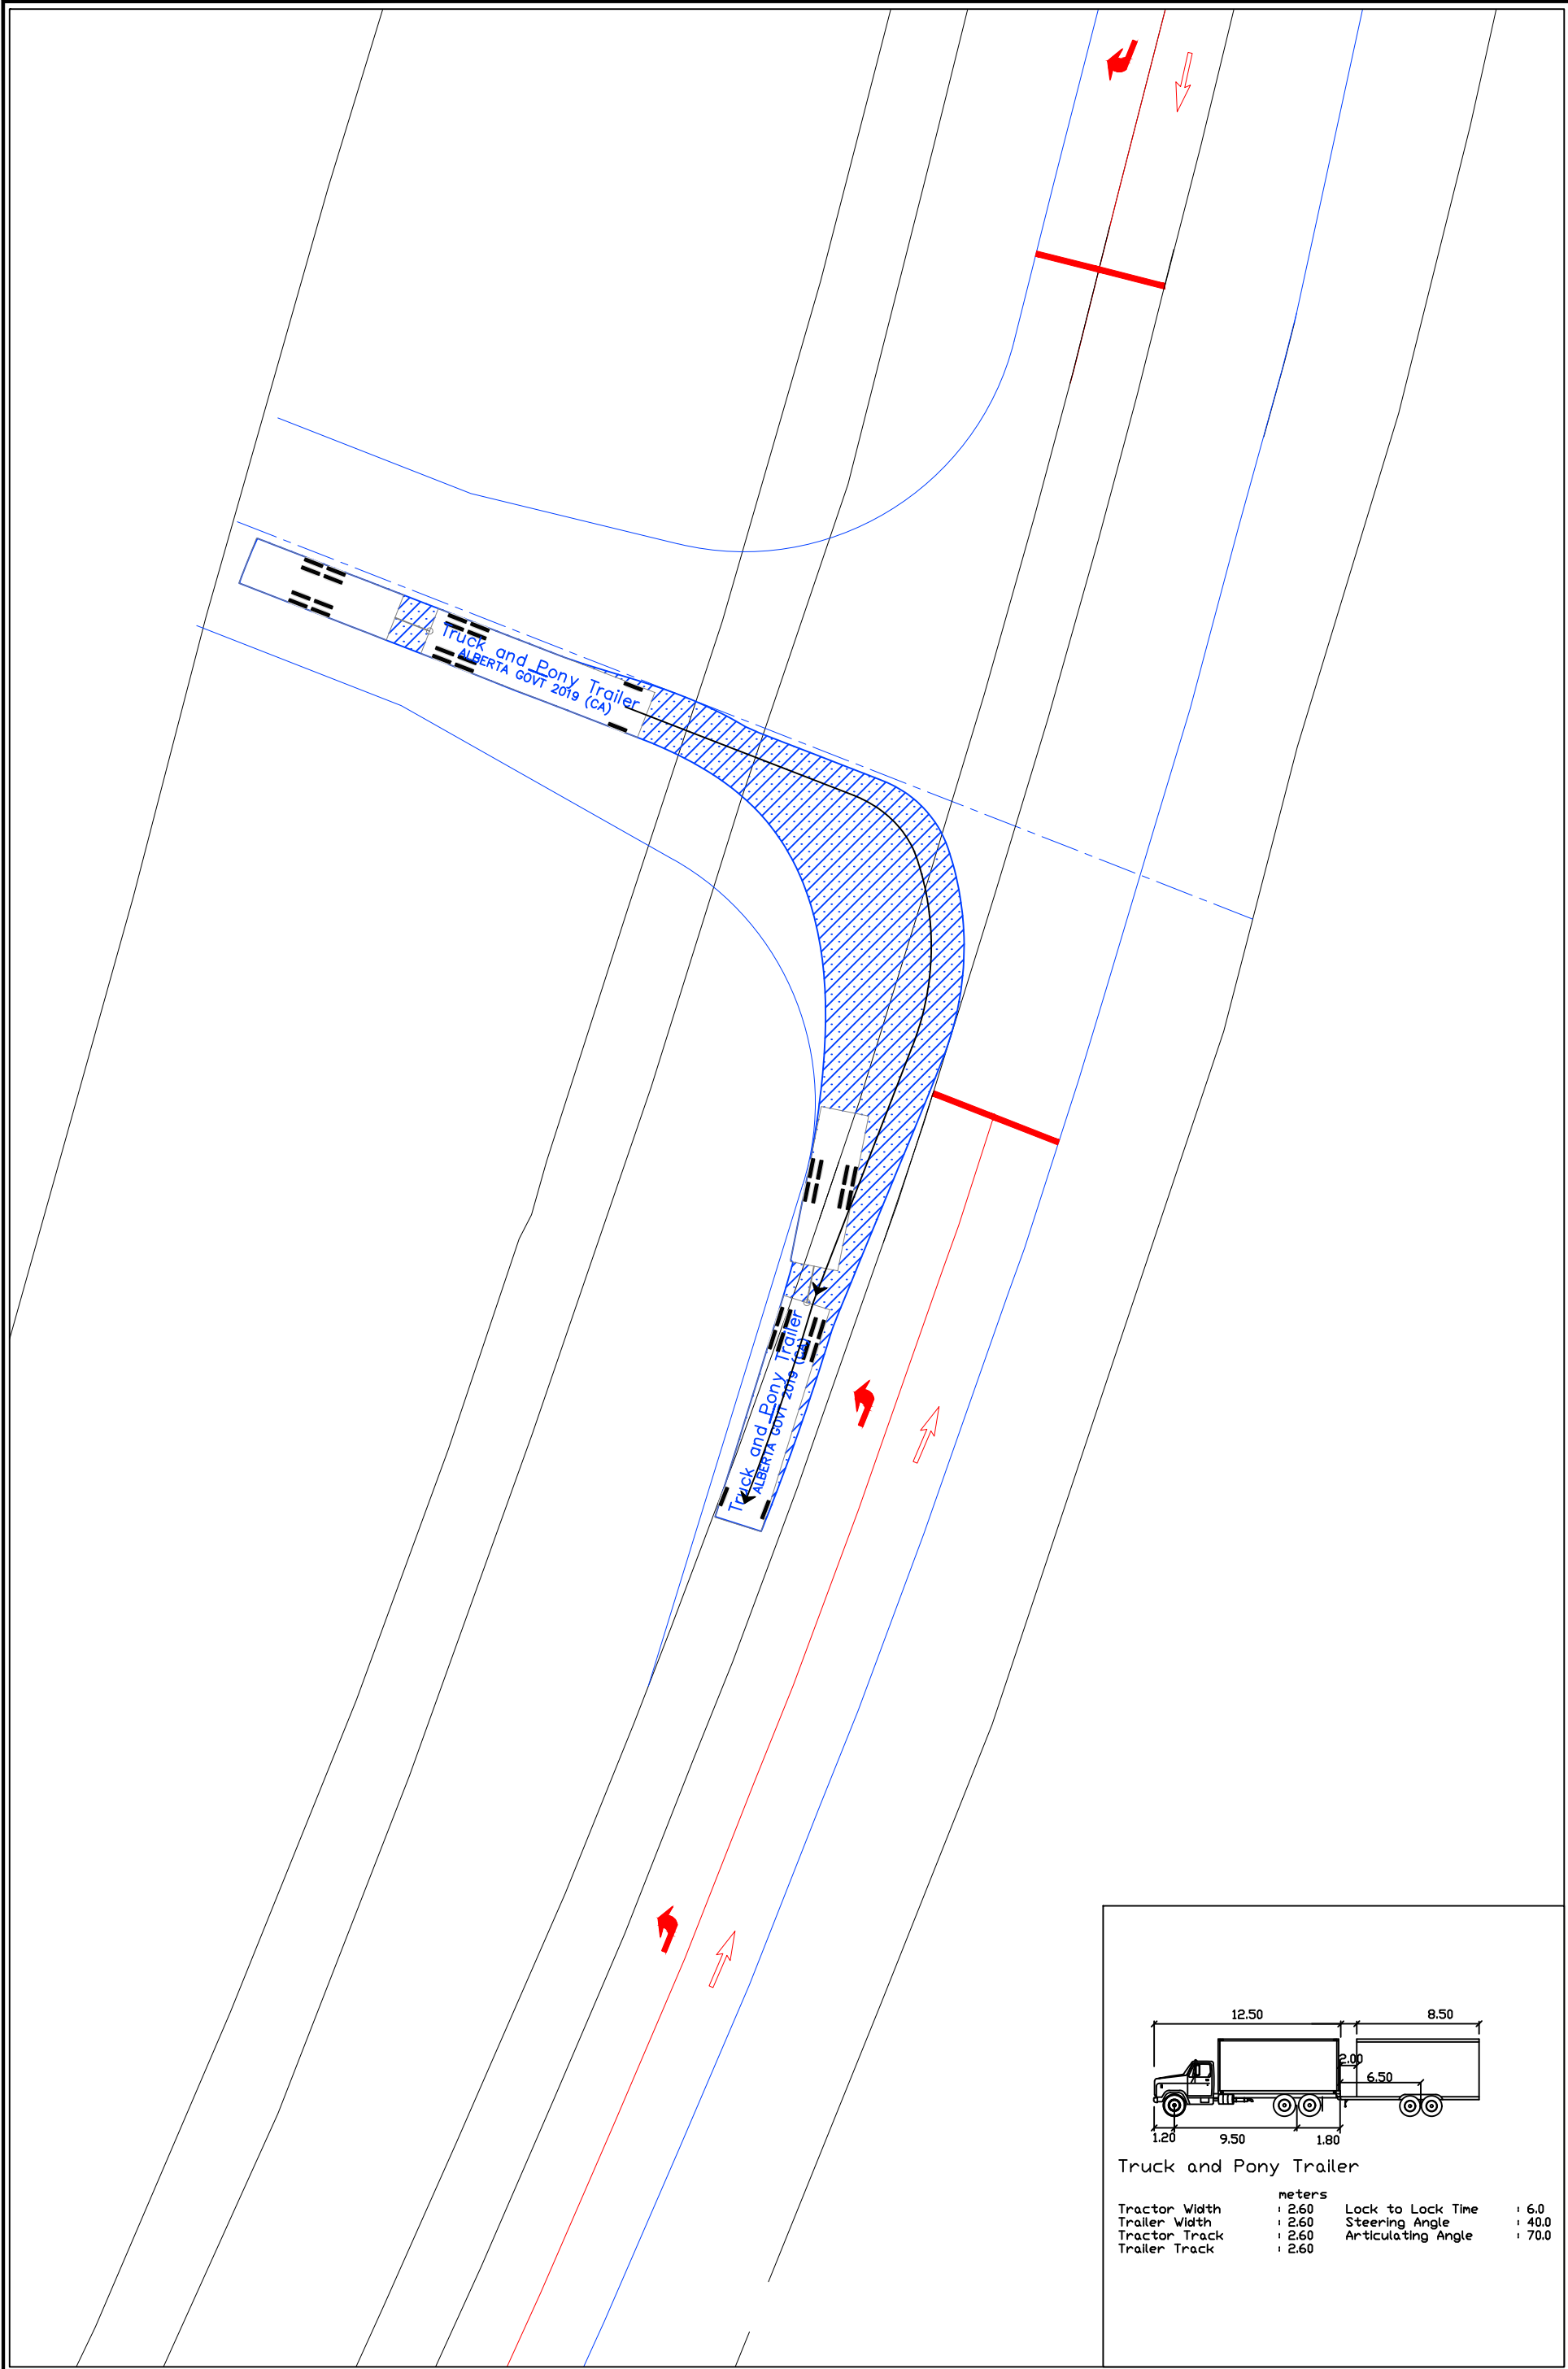 Truck and Pony Trailer
ALBERTA GOVT 2019 (CA)
Truck and Pony Trailer
ALBERTA GOVT 2019 (CA)
12.50 8.50
2.00
6.50
1.20 9.50 1.80
Truck and Pony Trailer
meters
Tractor Width : 2.60 Lock to Lock Time : 6.0
Trailer Width : 2.60 Steering Angle : 40.0
Tractor Track : 2.60 Articulating Angle : 70.0
Trailer Track : 2.60